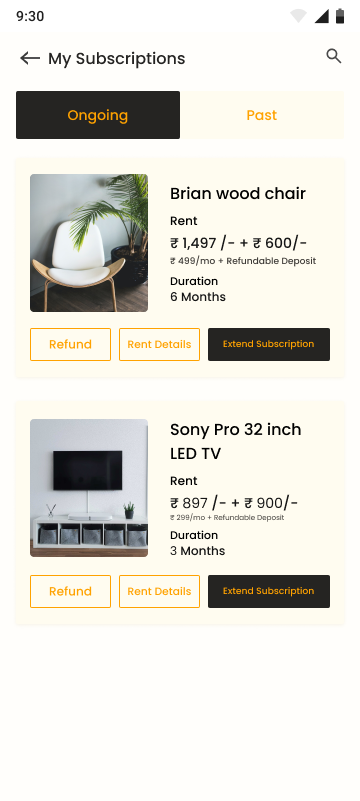 9:30
My Subscriptions
Ongoing
Past
Brian wood chair
Rent
₹ 1,497 /- + ₹ 600/-
₹ 499/mo + Refundable Deposit
Duration
6 Months
Refund
Rent Details
Extend Subscription
Sony Pro 32 inch
LED TV
Rent
₹ 897 /- + ₹ 900/-
₹ 299/mo + Refundable Deposit
Duration
3 Months
Refund
Rent Details
Extend Subscription